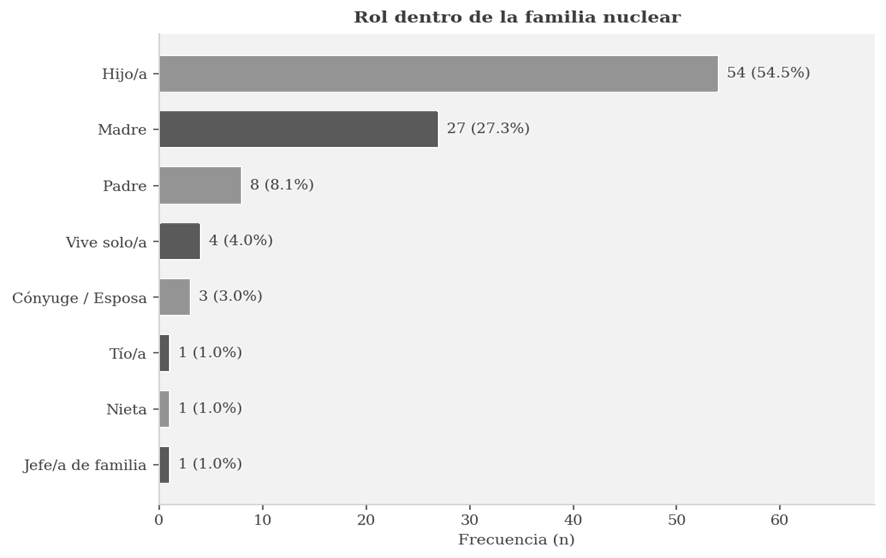 Rol dentro de la familia nuclear
Hijo/a 54 (54.5%)
Madre 27 (27.3%)
Padre 8 (8.1%)
Vive solo/a 4 (4.0%)
Cónyuge / Esposa 3 (3.0%)
Tío/a 1 (1.0%)
Nieta 1 (1.0%)
Jefe/a de familia 1 (1.0%)
0 10 20 30 40 50 60
Frecuencia (n)